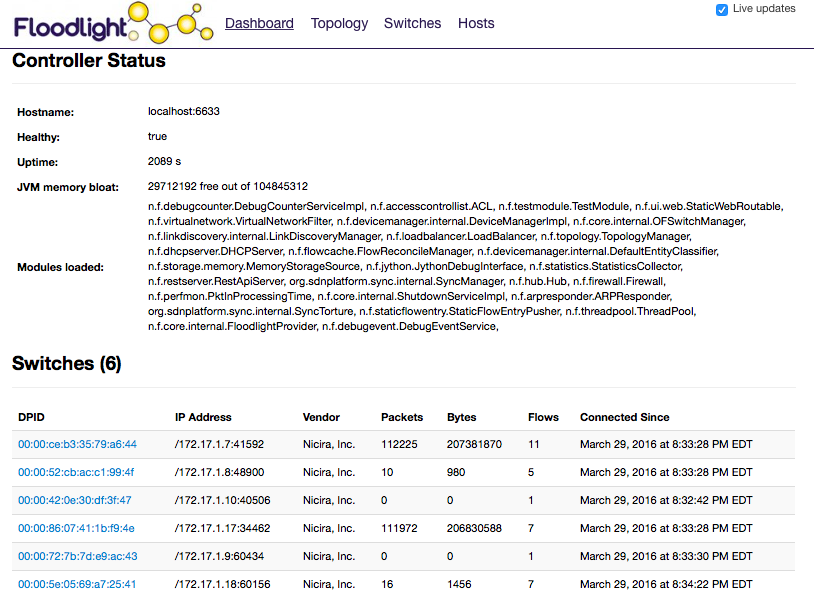 Floodlight Dashboard Topology Switches Hosts Live updates
Controller Status
Hostname: localhost:6633
Healthy: true
Uptime: 2089 s
JVM memory bloat: 29712192 free out of 104845312
Modules loaded: n.f.debugcounter.DebugCounterServiceImpl, n.f.accesscontrollist.ACL, n.f.testmodule.TestModule, n.f.ui.web.StaticWebRoutable,
n.f.virtualnetwork.VirtualNetworkFilter, n.f.devicemanager.internal.DeviceManagerImpl, n.f.core.internal.OFSwitchManager,
n.f.linkdiscovery.internal.LinkDiscoveryManager, n.f.loadbalancer.LoadBalancer, n.f.topology.TopologyManager,
n.f.dhcpserver.DHCPServer, n.f.flowcache.FlowReconcileManager, n.f.devicemanager.internal.DefaultEntityClassifier,
n.f.storage.memory.MemoryStorageSource, n.f.jython.JythonDebugInterface, n.f.statistics.StatisticsCollector,
n.f.restserver.RestApiServer, org.sdnplatform.sync.internal.SyncManager, n.f.hub.Hub, n.f.firewall.Firewall,
n.f.perfmon.PktInProcessingTime, n.f.core.internal.ShutdownServiceImpl, n.f.arpresponder.ARPResponder,
org.sdnplatform.sync.internal.SyncTorture, n.f.staticflowentry.StaticFlowEntryPusher, n.f.threadpool.ThreadPool,
n.f.core.internal.FloodlightProvider, n.f.debugevent.DebugEventService,
Switches (6)
DPID IP Address Vendor Packets Bytes Flows Connected Since
00:00:ce:b3:35:79:a6:44 /172.17.1.7:41592 Nicira, Inc. 112225 207381870 11 March 29, 2016 at 8:33:28 PM EDT
00:00:52:cb:ac:c1:99:4f /172.17.1.8:48900 Nicira, Inc. 10 980 5 March 29, 2016 at 8:33:28 PM EDT
00:00:42:0e:30:df:3f:47 /172.17.1.10:40506 Nicira, Inc. 0 0 1 March 29, 2016 at 8:32:42 PM EDT
00:00:86:07:41:1b:f9:4e /172.17.1.17:34462 Nicira, Inc. 111972 206830588 7 March 29, 2016 at 8:33:28 PM EDT
00:00:72:7b:7d:e9:ac:43 /172.17.1.9:60434 Nicira, Inc. 0 0 1 March 29, 2016 at 8:33:30 PM EDT
00:00:5e:05:69:a7:25:41 /172.17.1.18:60156 Nicira, Inc. 16 1456 7 March 29, 2016 at 8:34:22 PM EDT